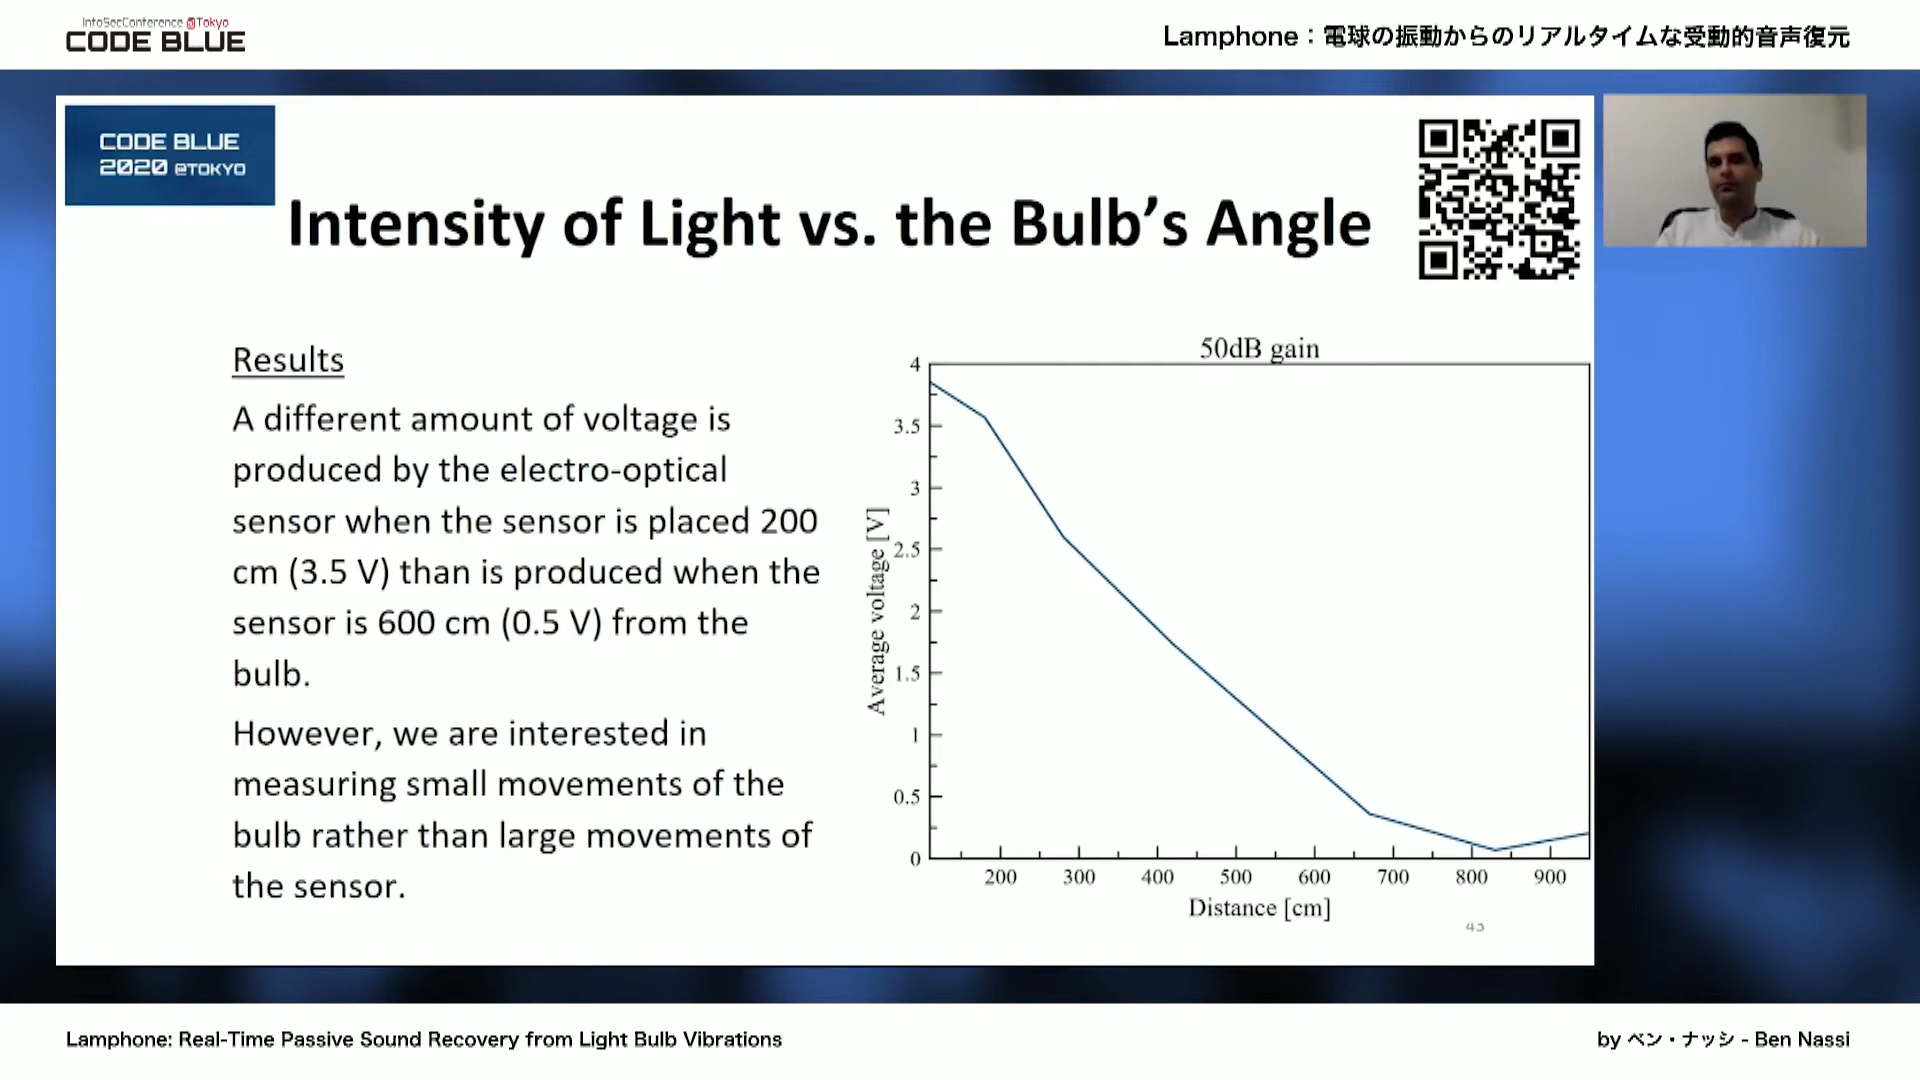 InfoSecConference @Tokyo
CODE BLUE
Lamphone：電球の振動からのリアルタイムな受動的音声復元
CODE BLUE
2020 @TOKYO
Intensity of Light vs. the Bulb’s Angle
Results
A different amount of voltage is
produced by the electro-optical
sensor when the sensor is placed 200
cm (3.5 V) than is produced when the
sensor is 600 cm (0.5 V) from the
bulb.
However, we are interested in
measuring small movements of the
bulb rather than large movements of
the sensor.
50dB gain
4
3.5
3
2.5
2
1.5
1
0.5
0
Average voltage [V]
200 300 400 500 600 700 800 900
Distance [cm]
43
Lamphone: Real-Time Passive Sound Recovery from Light Bulb Vibrations
by ベン・ナッシ - Ben Nassi